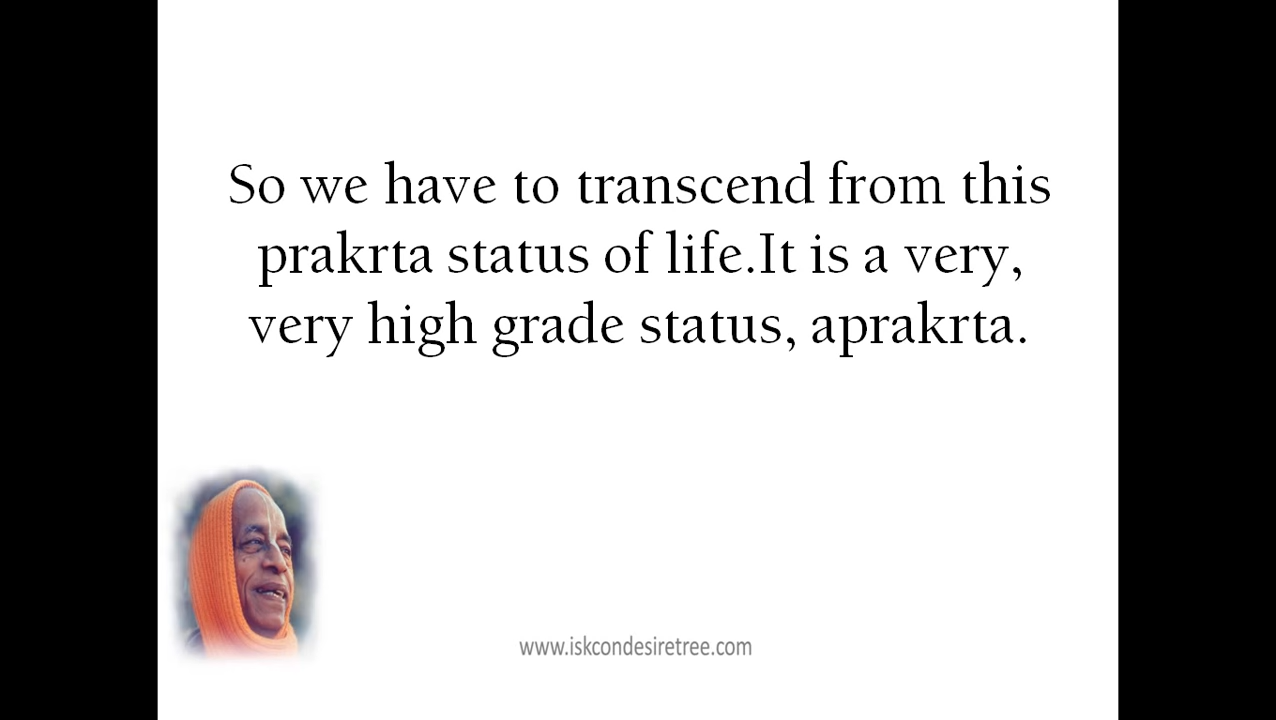 So we have to transcend from this
prakrta status of life.It is a very,
very high grade status, aprakrta.
www.iskcondesiretree.com